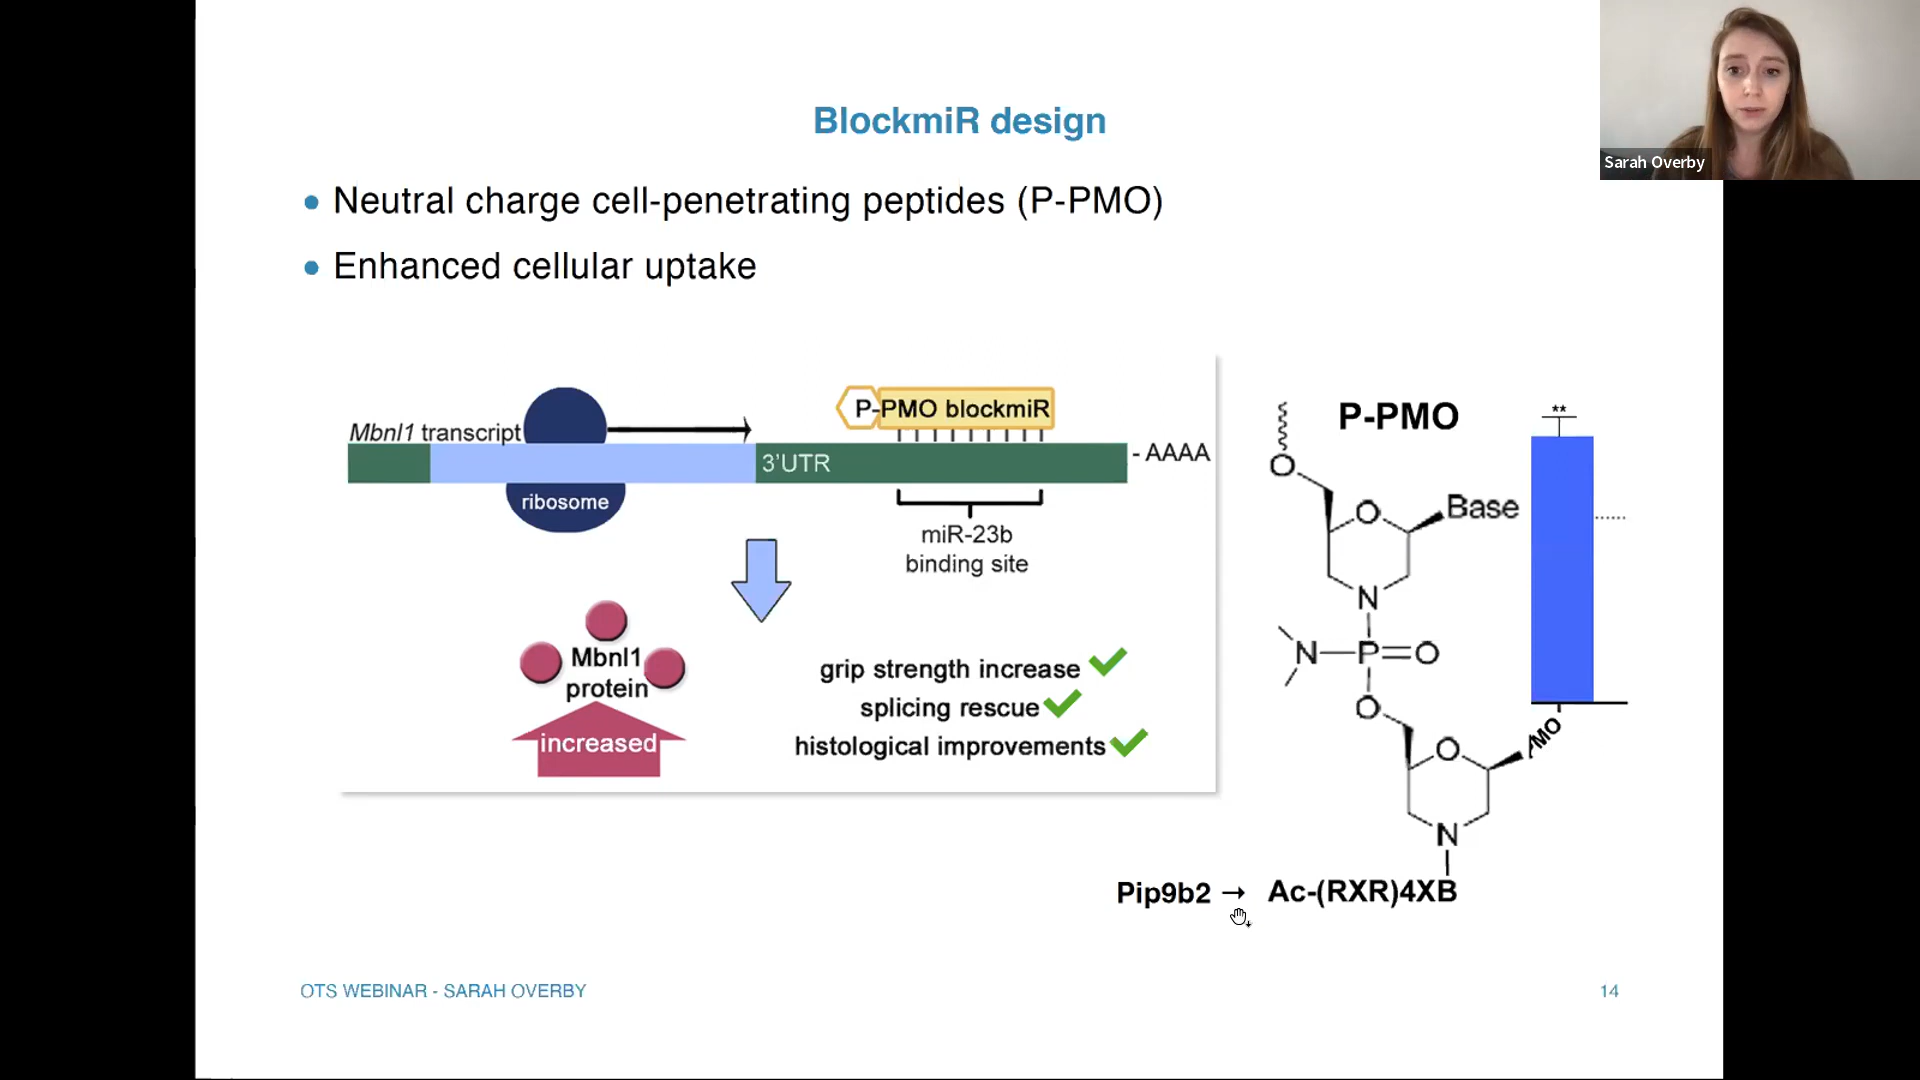 Sarah Overby
BlockmiR design
Neutral charge cell-penetrating peptides (P-PMO)
Enhanced cellular uptake
Mbnl1 transcript
P-PMO blockmiR
3'UTR
- AAAA
ribosome
miR-23b
binding site
Mbnl1
protein
increased
grip strength increase
splicing rescue
histological improvements
P-PMO
**
O
O
Base
N
N
P
O
O
O
MO
N
Pip9b2 → Ac-(RXR)4XB
OTS WEBINAR - SARAH OVERBY
14